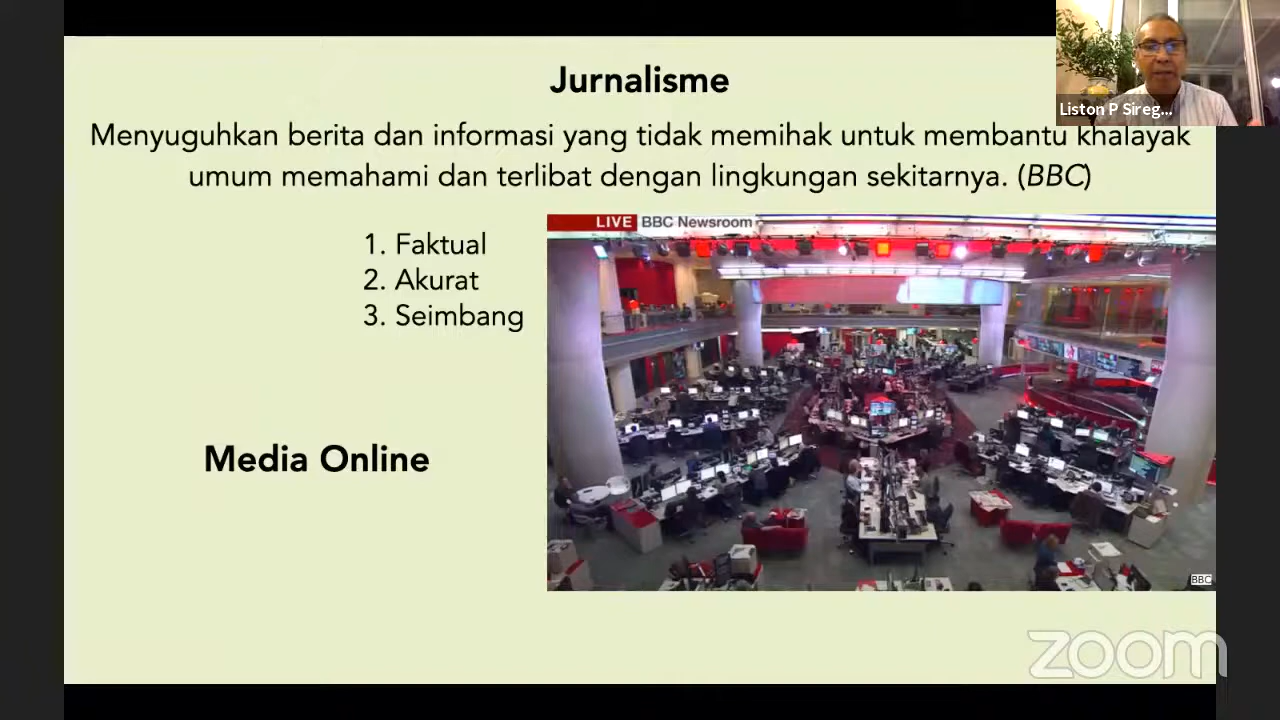 Jurnalisme
Liston P Sireg...
Menyuguhkan berita dan informasi yang tidak memihak untuk membantu khalayak
umum memahami dan terlibat dengan lingkungan sekitarnya. (BBC)
1. Faktual
2. Akurat
3. Seimbang
LIVE BBC Newsroom
Media Online
BBC
zoom